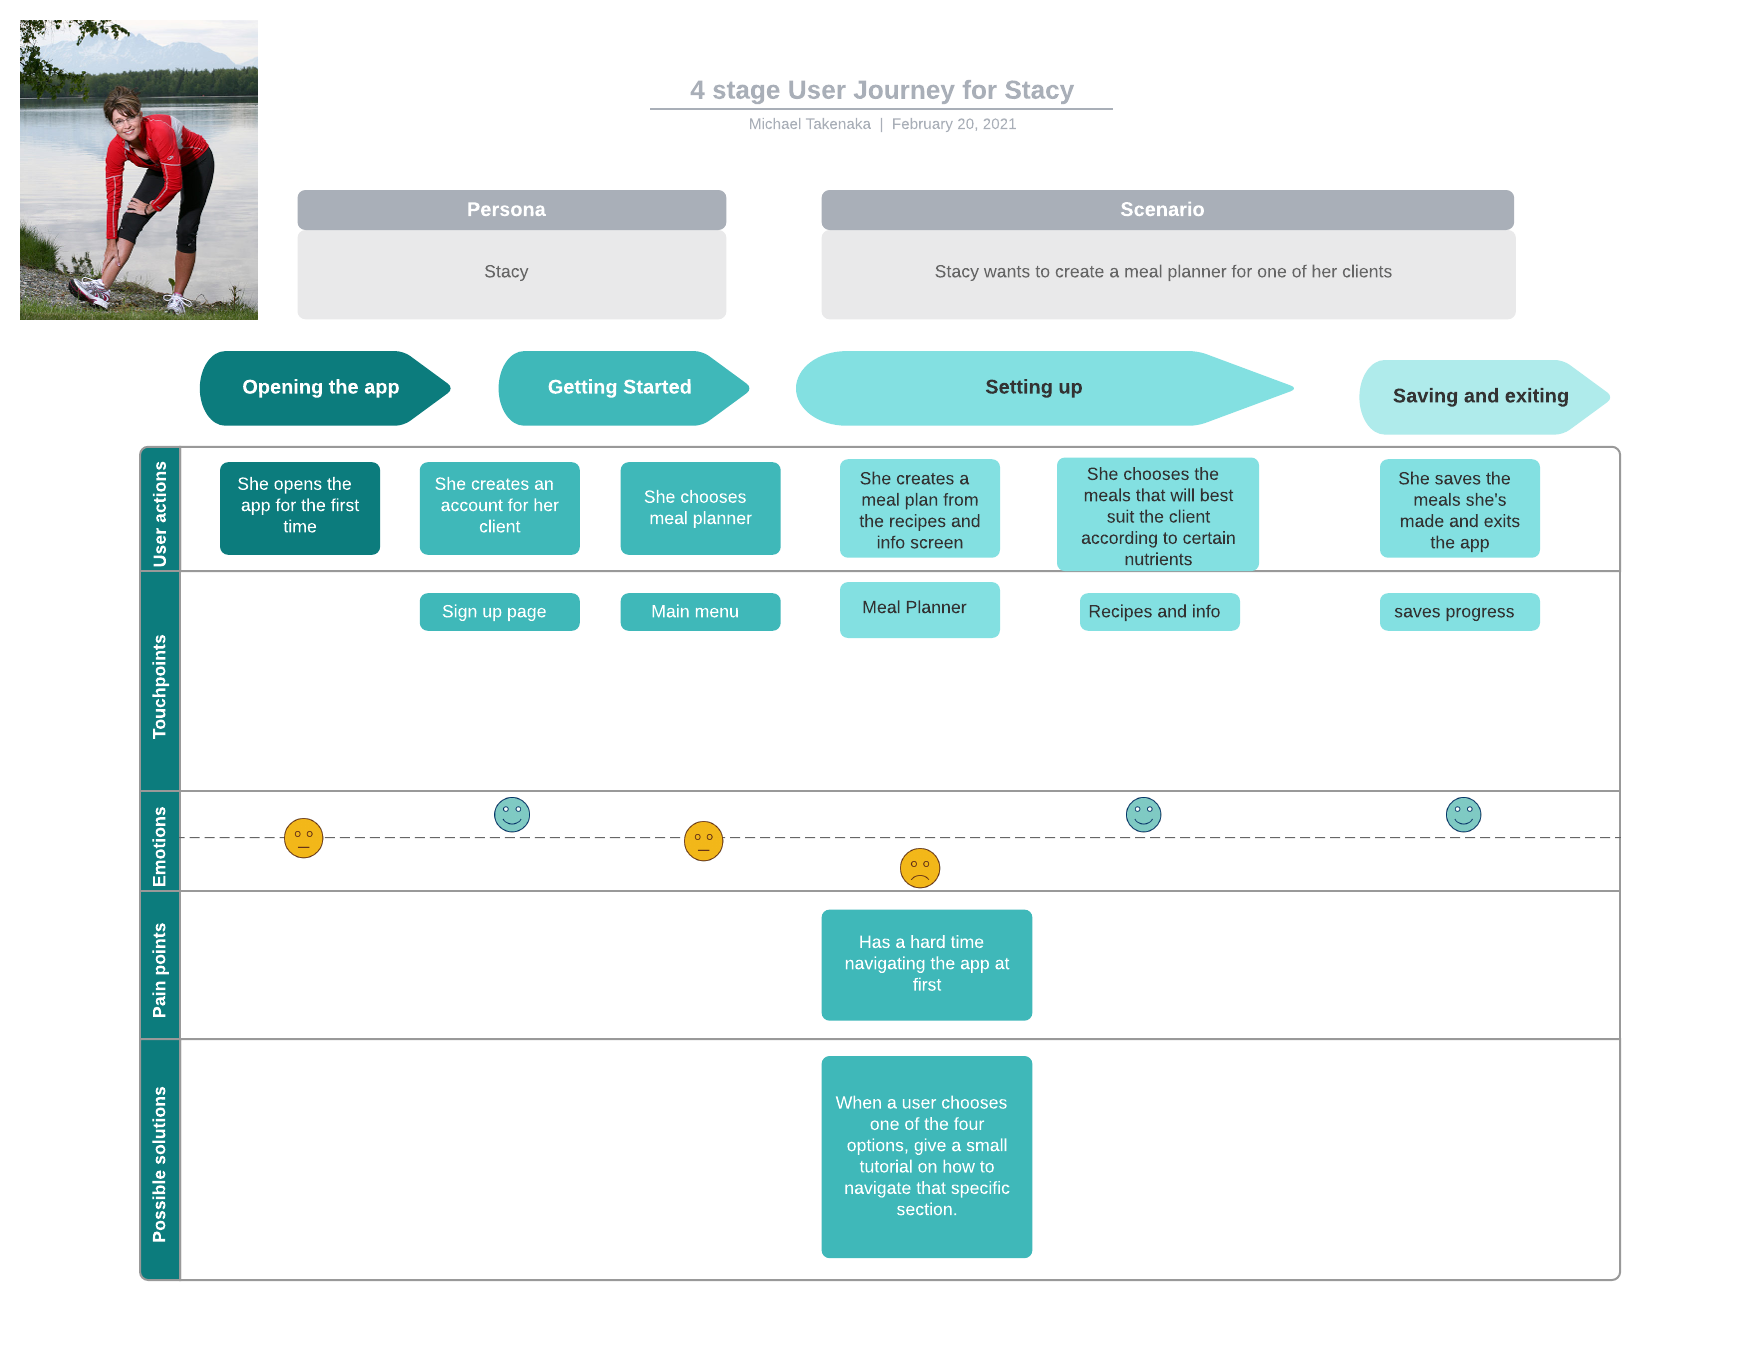 4 stage User Journey for Stacy
Michael Takenaka | February 20, 2021
Persona
Scenario
Stacy
Stacy wants to create a meal planner for one of her clients
Opening the app
Getting Started
Setting up
Saving and exiting
User actions
She opens the
app for the first
time
She creates an
account for her
client
She chooses
meal planner
She creates a
meal plan from
the recipes and
info screen
She chooses the
meals that will best
suit the client
according to certain
nutrients
She saves the
meals she's
made and exits
the app
Touchpoints
Sign up page
Main menu
Meal Planner
Recipes and info
saves progress
Emotions
Pain points
Has a hard time
navigating the app at
first
Possible solutions
When a user chooses
one of the four
options, give a small
tutorial on how to
navigate that specific
section.